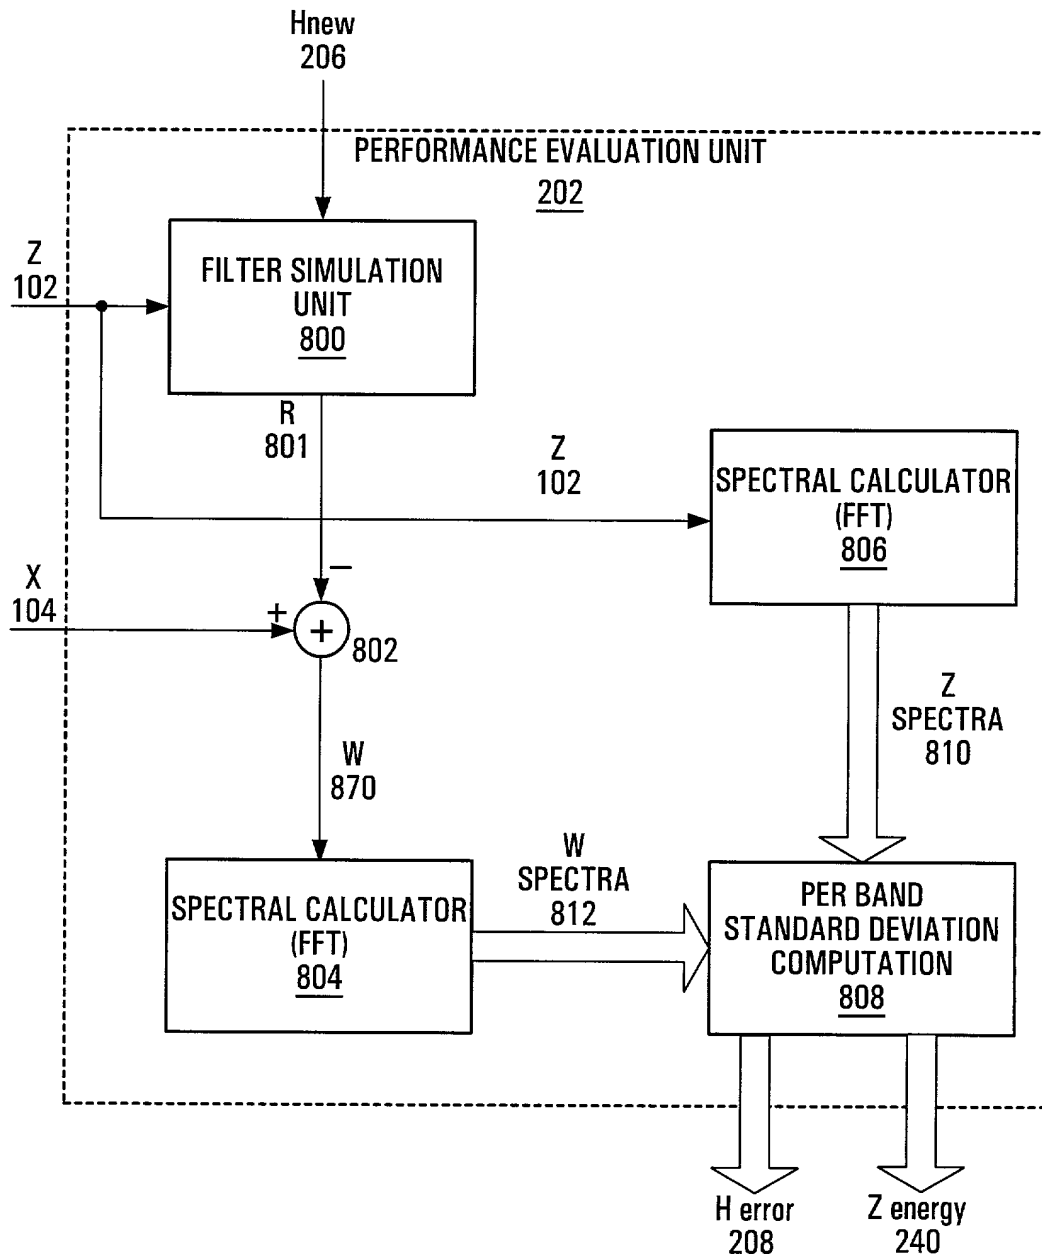 Hnew
206
PERFORMANCE EVALUATION UNIT
202
Z
102
FILTER SIMULATION
UNIT
800
R
801
Z
102
SPECTRAL CALCULATOR
(FFT)
806
X
104
+
−
+
802
W
870
Z
SPECTRA
810
SPECTRAL CALCULATOR
(FFT)
804
W
SPECTRA
812
PER BAND
STANDARD DEVIATION
COMPUTATION
808
H error
208
Z energy
240